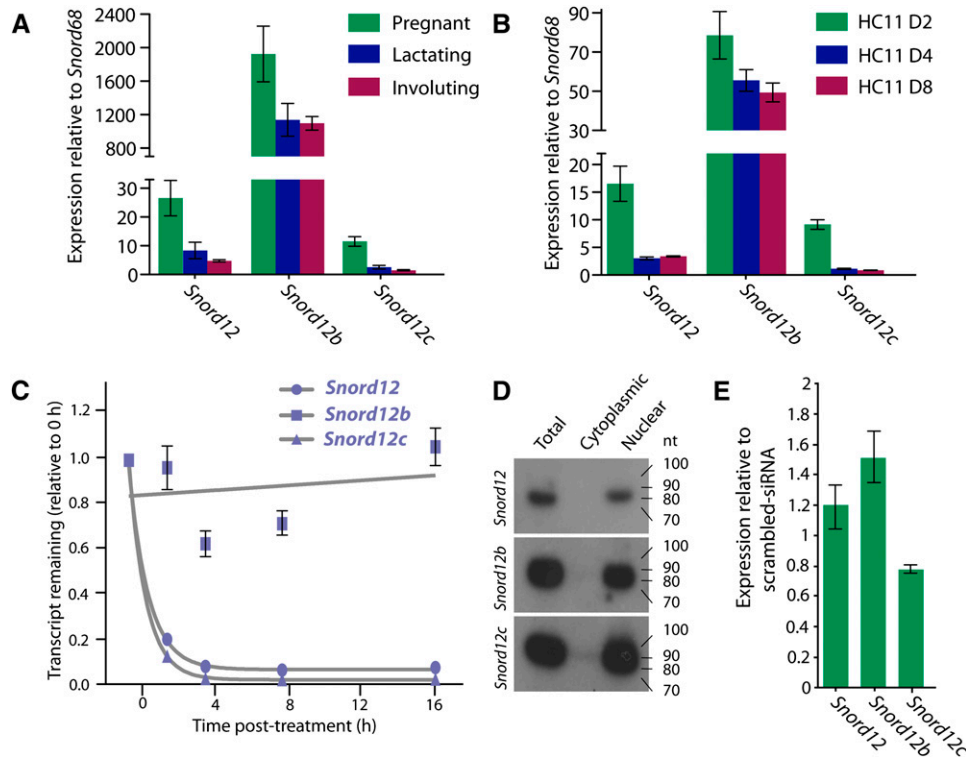 A
Expression relative to Snord68
2400
2000
1600
1200
800
30
20
10
0
Pregnant
Lactating
Involuting
Snord12
Snord12b
Snord12c
B
Expression relative to Snord68
90
70
50
30
20
15
10
5
0
HC11 D2
HC11 D4
HC11 D8
Snord12
Snord12b
Snord12c
C
Transcript remaining (relative to 0 h)
1.2
1.0
0.8
0.6
0.4
0.2
0.0
Snord12
Snord12b
Snord12c
0 4 8 12 16
Time post-treatment (h)
D
Total
Cytoplasmic
Nuclear
nt
Snord12
100
90
80
70
Snord12b
100
90
80
70
Snord12c
100
90
80
70
E
Expression relative to
scrambled-siRNA
2
1.8
1.6
1.4
1.2
1
0.8
0.6
0.4
0.2
0
Snord12
Snord12b
Snord12c